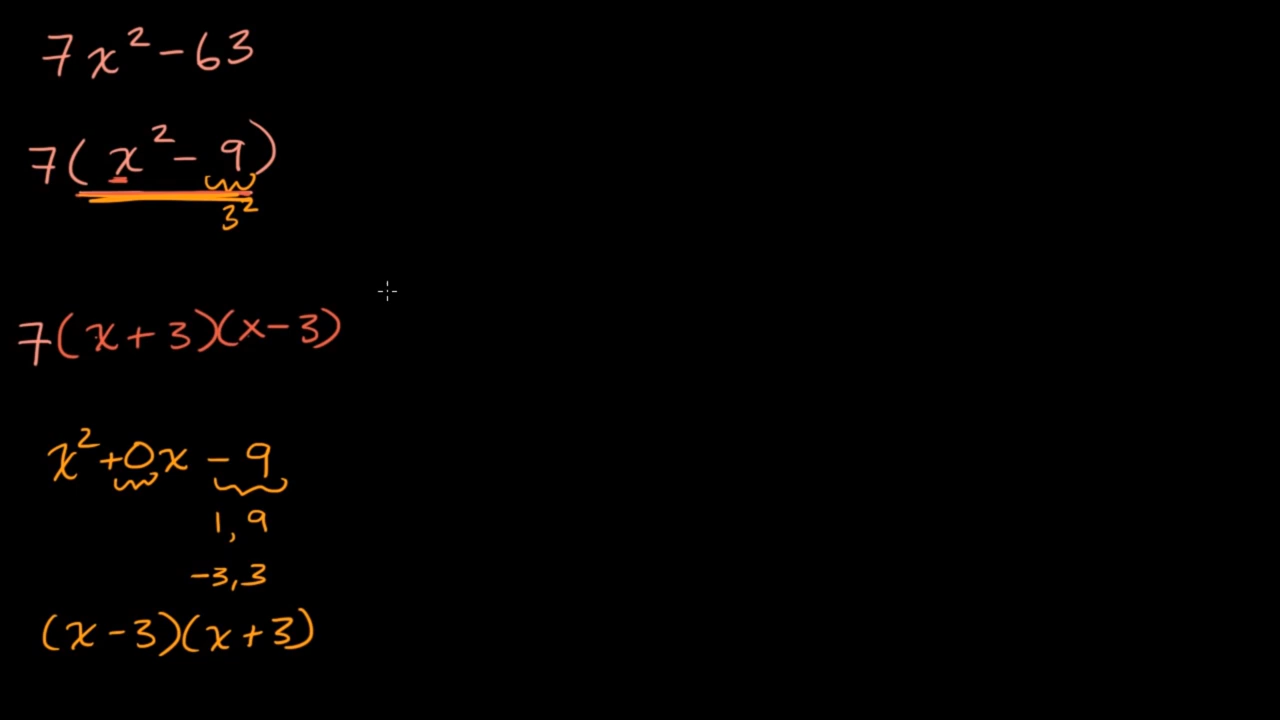 7x² - 63
7(x² - 9)
3²
7(x + 3)(x - 3)
x² + 0x - 9
1, 9
-3, 3
(x - 3)(x + 3)